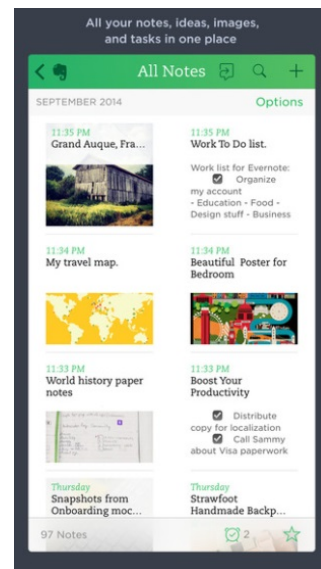 All your notes, ideas, images,
and tasks in one place
All Notes
SEPTEMBER 2014
Options
11:35 PM
Grand Auque, Fra...
11:35 PM
Work To Do list.
Work list for Evernote:
Organize
my account
- Education - Food -
Design stuff - Business
11:34 PM
My travel map.
11:34 PM
Beautiful Poster for
Bedroom
11:33 PM
World history paper
notes
11:33 PM
Boost Your
Productivity
Distribute
copy for localization
Call Sammy
about Visa paperwork
Thursday
Snapshots from
Onboarding moc...
Thursday
Strawfoot
Handmade Backp...
97 Notes
2